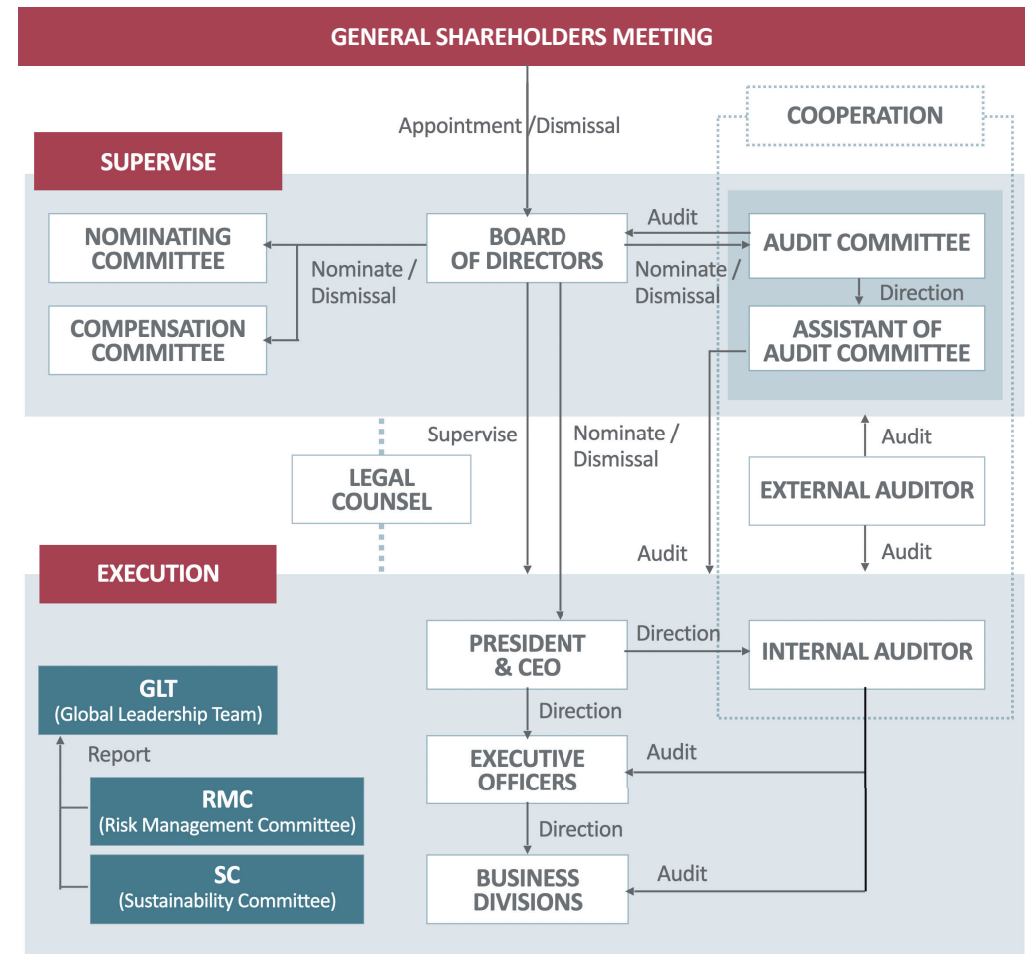 GENERAL SHAREHOLDERS MEETING
Appointment /Dismissal
COOPERATION
SUPERVISE
NOMINATING
COMMITTEE
Nominate /
Dismissal
COMPENSATION
COMMITTEE
BOARD
OF DIRECTORS
Audit
Nominate /
Dismissal
AUDIT COMMITTEE
Direction
ASSISTANT OF
AUDIT COMMITTEE
Supervise
Nominate /
Dismissal
Audit
LEGAL
COUNSEL
EXTERNAL AUDITOR
Audit
Audit
EXECUTION
PRESIDENT
& CEO
Direction
INTERNAL AUDITOR
GLT
(Global Leadership Team)
Report
Direction
EXECUTIVE
OFFICERS
Audit
RMC
(Risk Management Committee)
Direction
SC
(Sustainability Committee)
BUSINESS
DIVISIONS
Audit